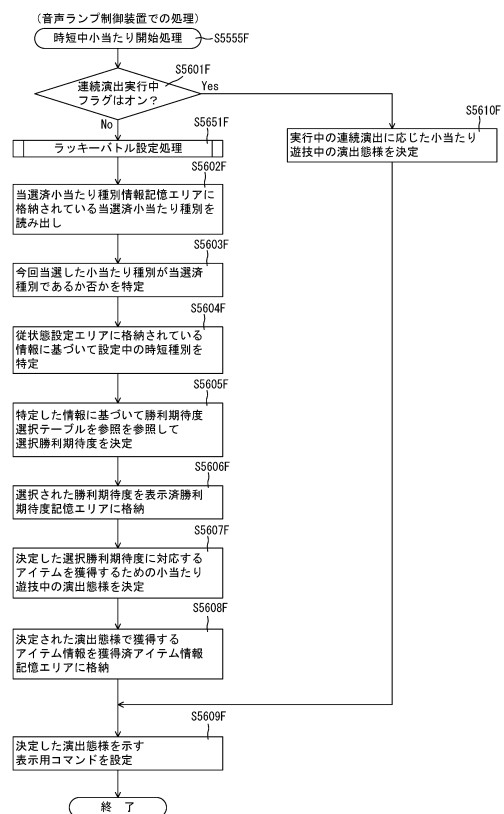 (音声ランプ制御装置での処理)
時短中小当たり開始処理
S5555F
S5601F
連続演出実行中
フラグはオン?
Yes
No
S5610F
実行中の連続演出に応じた小当たり
遊技中の演出態様を決定
S5651F
ラッキーバトル設定処理
S5602F
当選済小当たり種別情報記憶エリアに
格納されている当選済小当たり種別を
読み出し
S5603F
今回当選した小当たり種別が当選済
種別であるか否かを特定
S5604F
従状態設定エリアに格納されている
情報に基づいて設定中の時短種別を
特定
S5605F
特定した情報に基づいて勝利期待度
選択テーブルを参照を参照して
選択勝利期待度を決定
S5606F
選択された勝利期待度を表示済勝利
期待度記憶エリアに格納
S5607F
決定した選択勝利期待度に対応する
アイテムを獲得するための小当たり
遊技中の演出態様を決定
S5608F
決定された演出態様で獲得する
アイテム情報を獲得済アイテム情報
記憶エリアに格納
S5609F
決定した演出態様を示す
表示用コマンドを設定
終 了